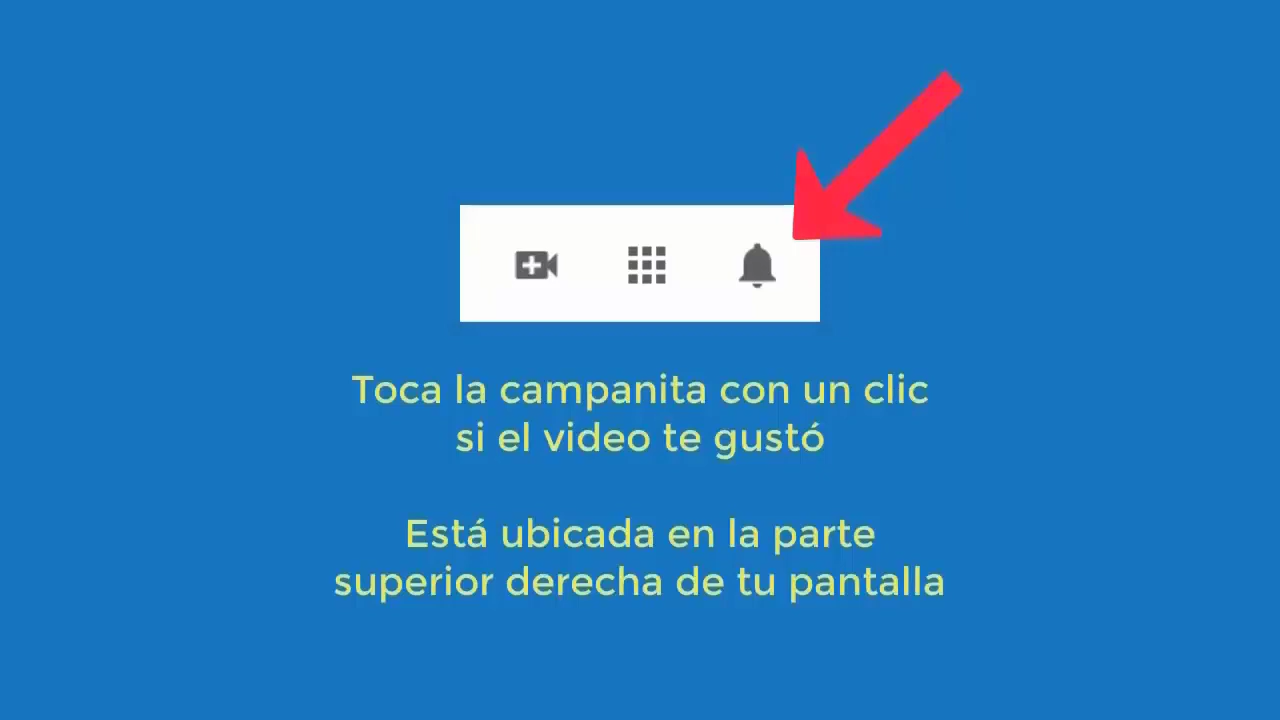 Toca la campanita con un clic
si el video te gustó
Está ubicada en la parte
superior derecha de tu pantalla